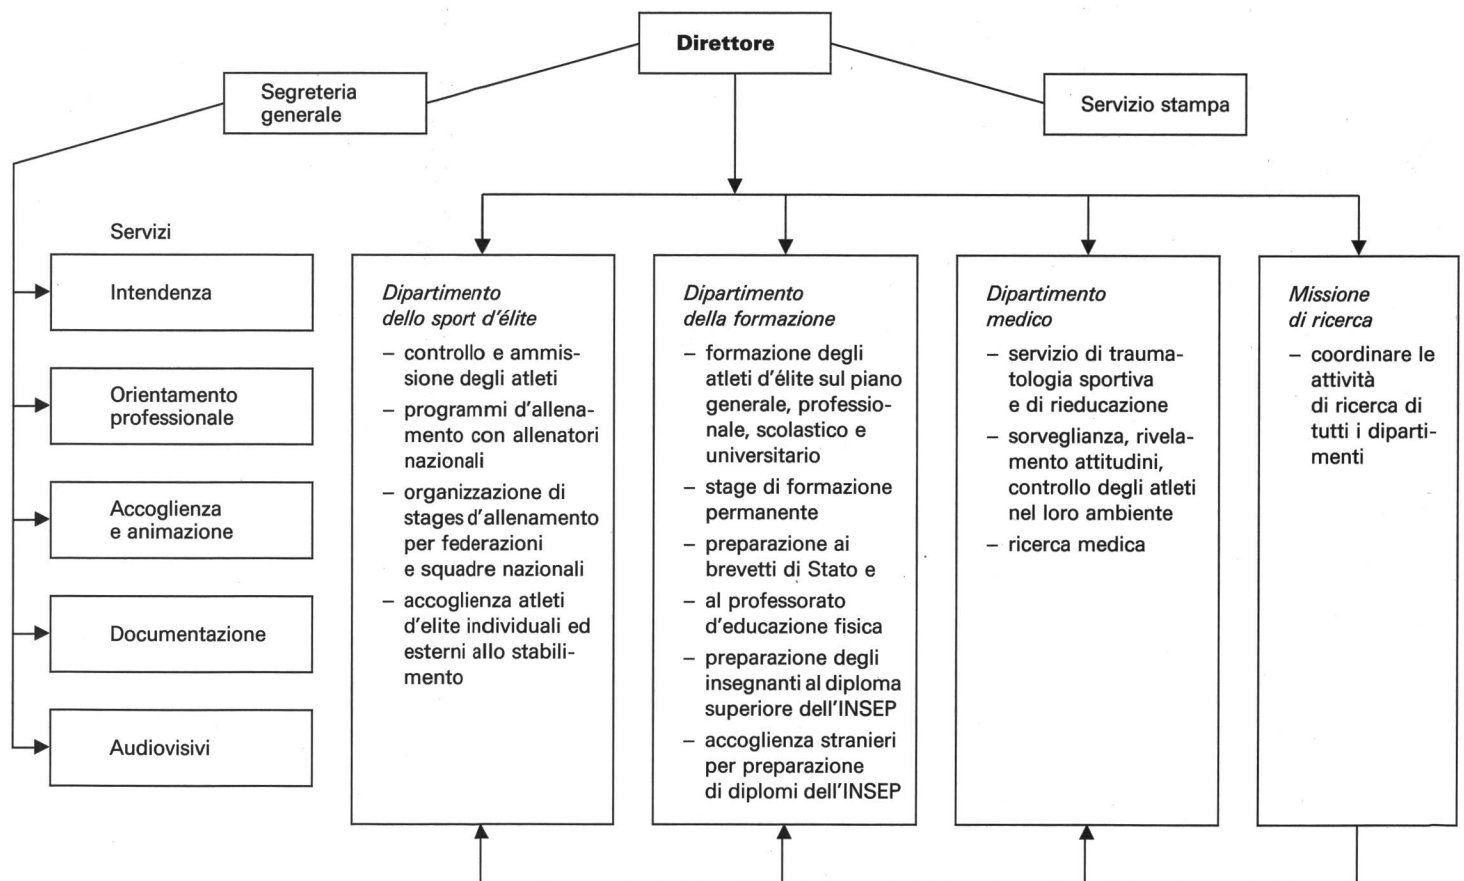 Direttore
Segreteria
generale
Servizio stampa
Servizi
Intendenza
Orientamento
professionale
Accoglienza
e animazione
Documentazione
Audiovisivi
Dipartimento
dello sport d'élite
– controllo e ammis-
sione degli atleti
– programmi d'allena-
mento con allenatori
nazionali
– organizzazione di
stages d'allenamento
per federazioni
e squadre nazionali
– accoglienza atleti
d'elite individuali ed
esterni allo stabili-
mento
Dipartimento
della formazione
– formazione degli
atleti d'élite sul piano
generale, professio-
nale, scolastico e
universitario
– stage di formazione
permanente
– preparazione ai
brevetti di Stato e
– al professorato
d'educazione fisica
– preparazione degli
insegnanti al diploma
superiore dell'INSEP
– accoglienza stranieri
per preparazione
di diplomi dell'INSEP
Dipartimento
medico
– servizio di trauma-
tologia sportiva
e di rieducazione
– sorveglianza, rivela-
mento attitudini,
controllo degli atleti
nel loro ambiente
– ricerca medica
Missione
di ricerca
– coordinare le
attività
di ricerca di
tutti i diparti-
menti